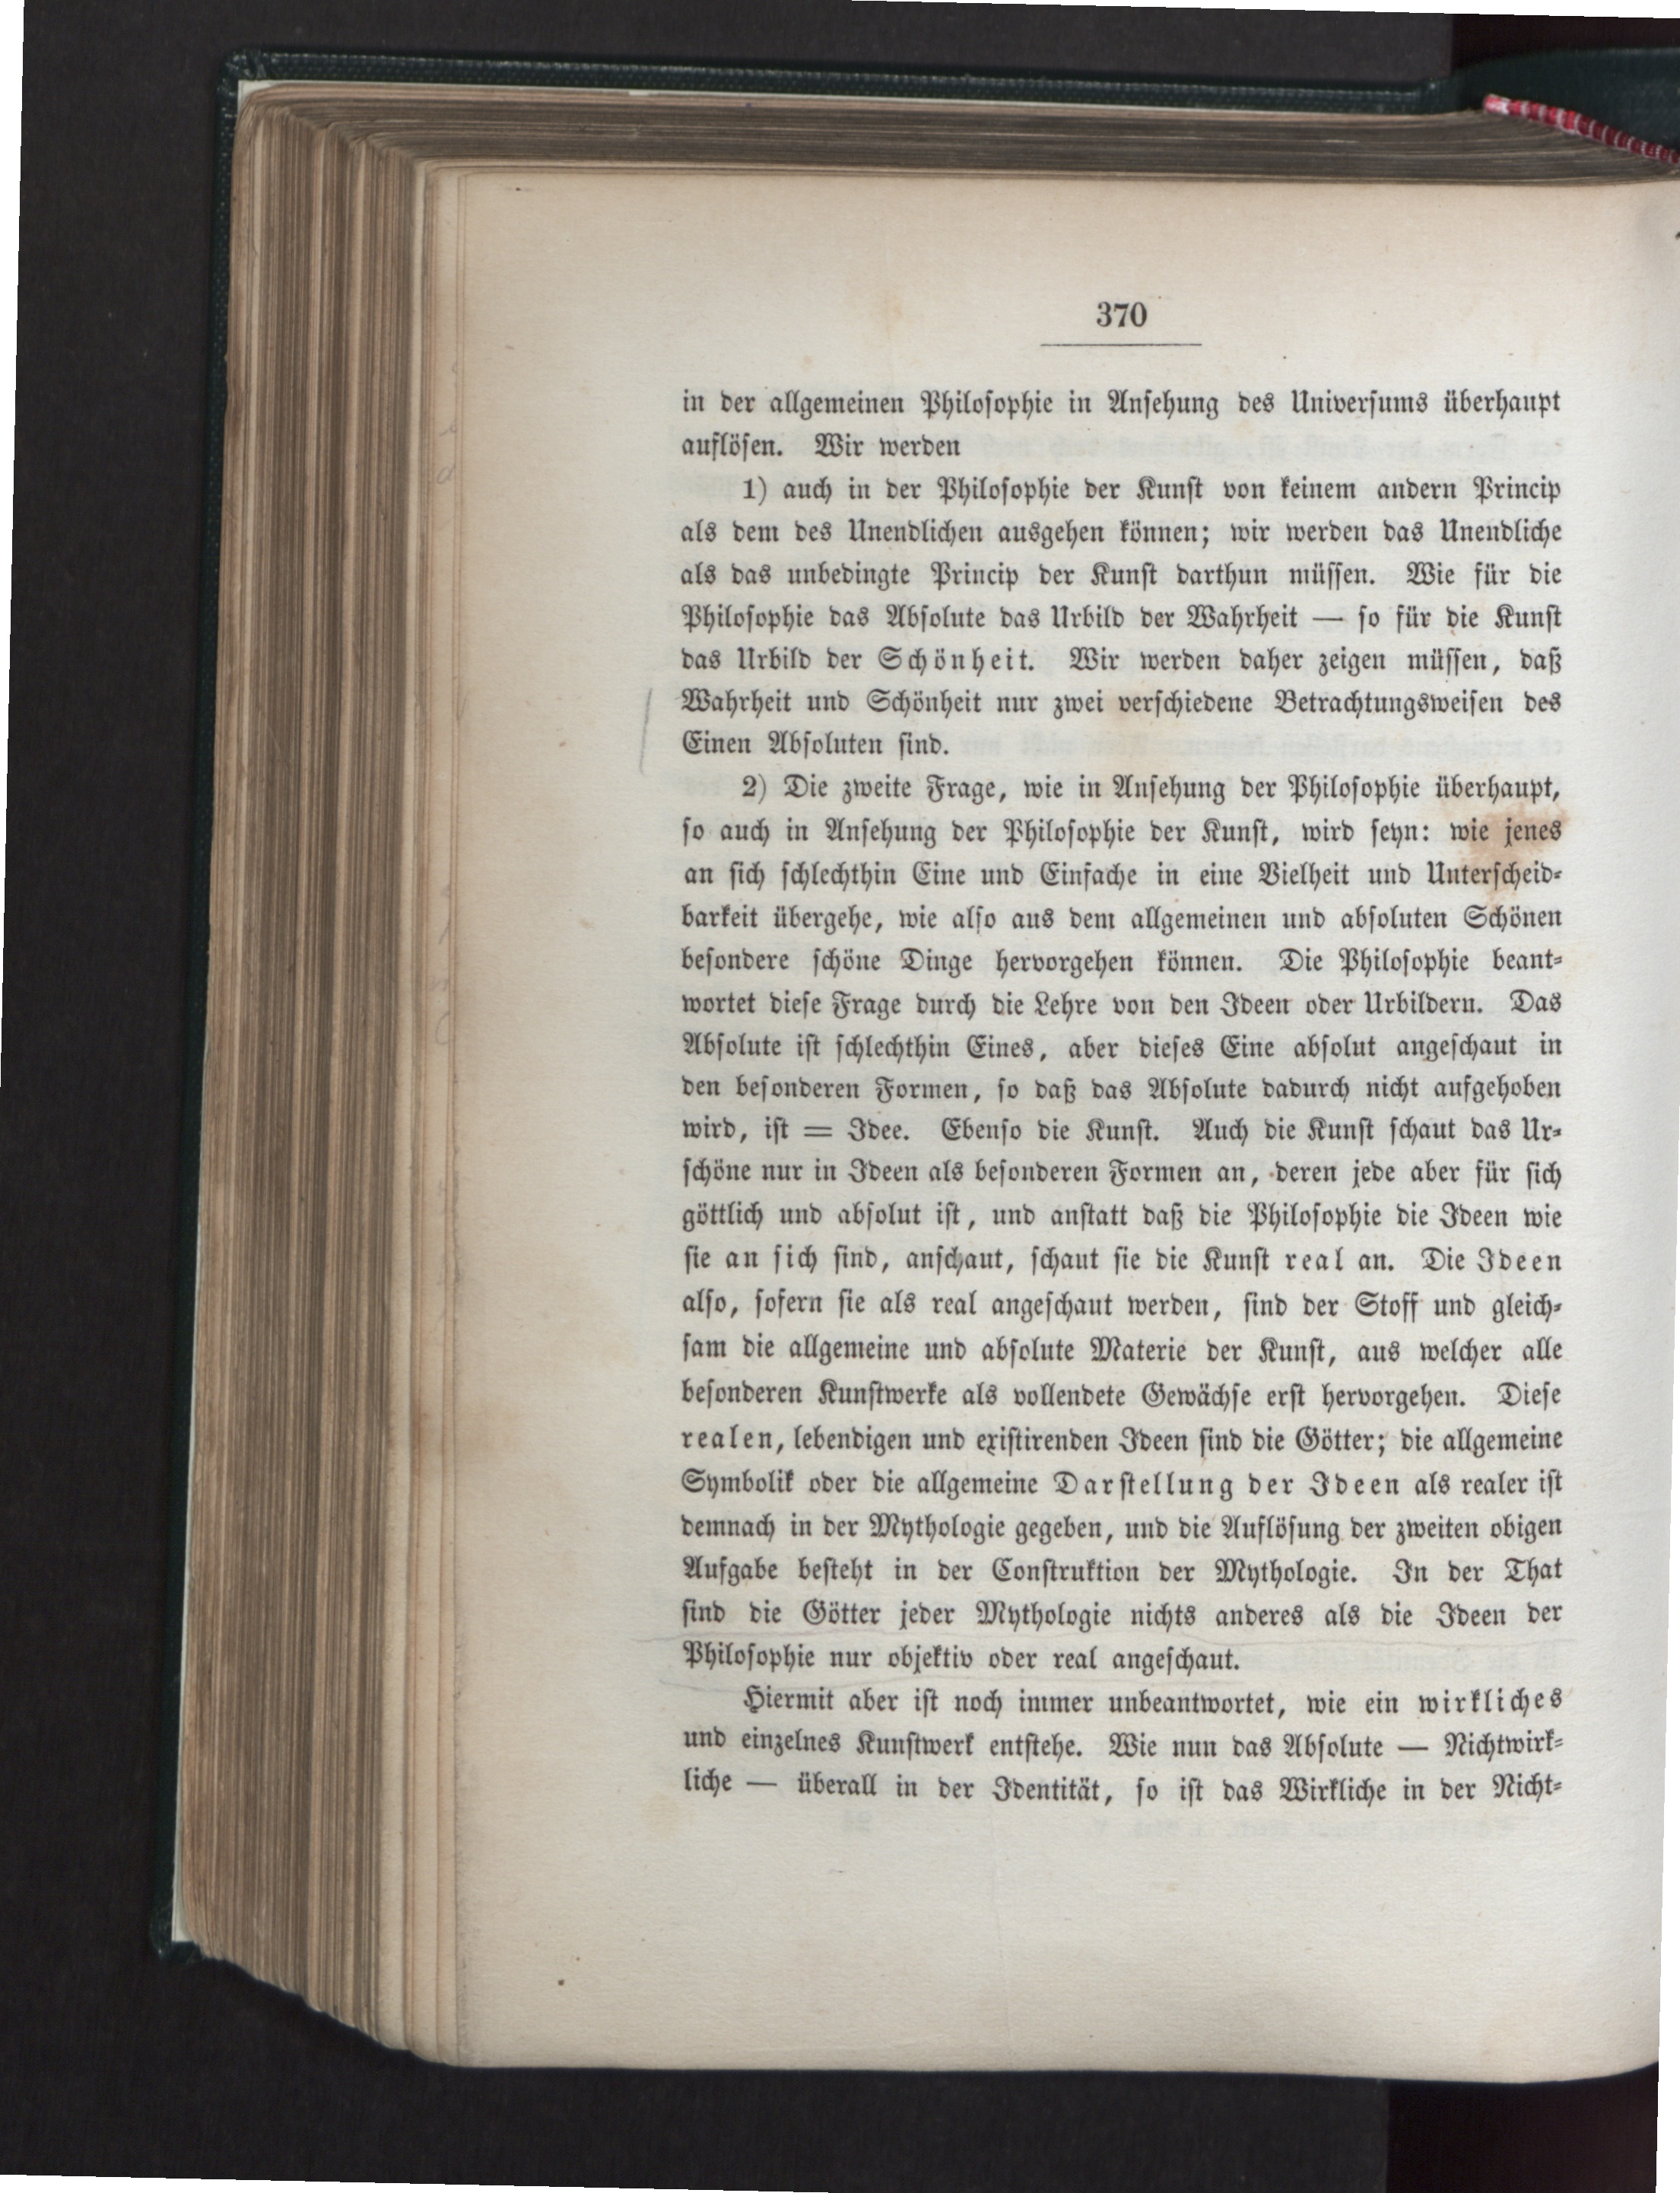 370
in der allgemeinen Philosophie in Ansehung des Universums überhaupt
auflösen. Wir werden
1) auch in der Philosophie der Kunst von keinem andern Princip
als dem des Unendlichen ausgehen können; wir werden das Unendliche
als das unbedingte Princip der Kunst darthun müssen. Wie für die
Philosophie das Absolute das Urbild der Wahrheit — so für die Kunst
das Urbild der Schönheit. Wir werden daher zeigen müssen, daß
Wahrheit und Schönheit nur zwei verschiedene Betrachtungsweisen des
Einen Absoluten sind.
2) Die zweite Frage, wie in Ansehung der Philosophie überhaupt,
so auch in Ansehung der Philosophie der Kunst, wird seyn: wie jenes
an sich schlechthin Eine und Einfache in eine Vielheit und Unterscheid-
barkeit übergehe, wie also aus dem allgemeinen und absoluten Schönen
besondere schöne Dinge hervorgehen können. Die Philosophie beant-
wortet diese Frage durch die Lehre von den Ideen oder Urbildern. Das
Absolute ist schlechthin Eines, aber dieses Eine absolut angeschaut in
den besonderen Formen, so daß das Absolute dadurch nicht aufgehoben
wird, ist = Idee. Ebenso die Kunst. Auch die Kunst schaut das Ur-
schöne nur in Ideen als besonderen Formen an, deren jede aber für sich
göttlich und absolut ist, und anstatt daß die Philosophie die Ideen wie
sie an sich sind, anschaut, schaut sie die Kunst real an. Die Ideen
also, sofern sie als real angeschaut werden, sind der Stoff und gleich-
sam die allgemeine und absolute Materie der Kunst, aus welcher alle
besonderen Kunstwerke als vollendete Gewächse erst hervorgehen. Diese
realen, lebendigen und existirenden Ideen sind die Götter; die allgemeine
Symbolik oder die allgemeine Darstellung der Ideen als realer ist
demnach in der Mythologie gegeben, und die Auflösung der zweiten obigen
Aufgabe besteht in der Construktion der Mythologie. In der That
sind die Götter jeder Mythologie nichts anderes als die Ideen der
Philosophie nur objektiv oder real angeschaut.
Hiermit aber ist noch immer unbeantwortet, wie ein wirkliches
und einzelnes Kunstwerk entstehe. Wie nun das Absolute — Nichtwirk-
liche — überall in der Identität, so ist das Wirkliche in der Nicht-